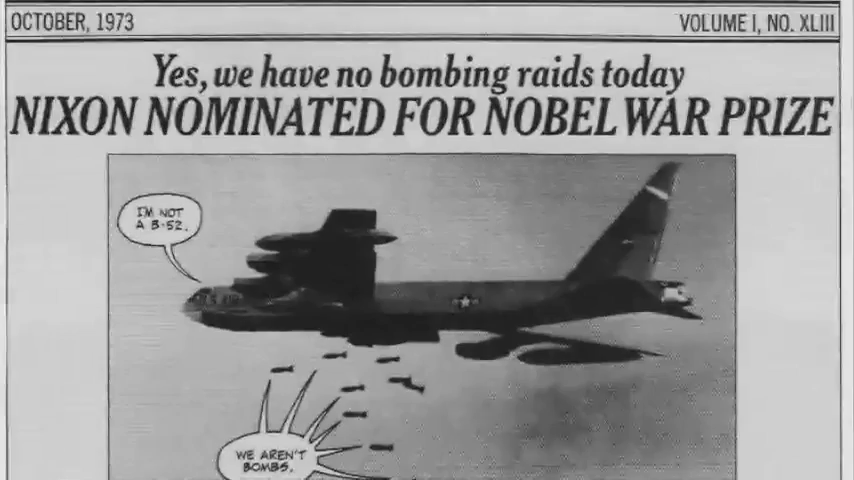 OCTOBER, 1973
VOLUME I, NO. XLIII
Yes, we have no bombing raids today
NIXON NOMINATED FOR NOBEL WAR PRIZE
I'M NOT
A B-52.
WE AREN'T
BOMBS.